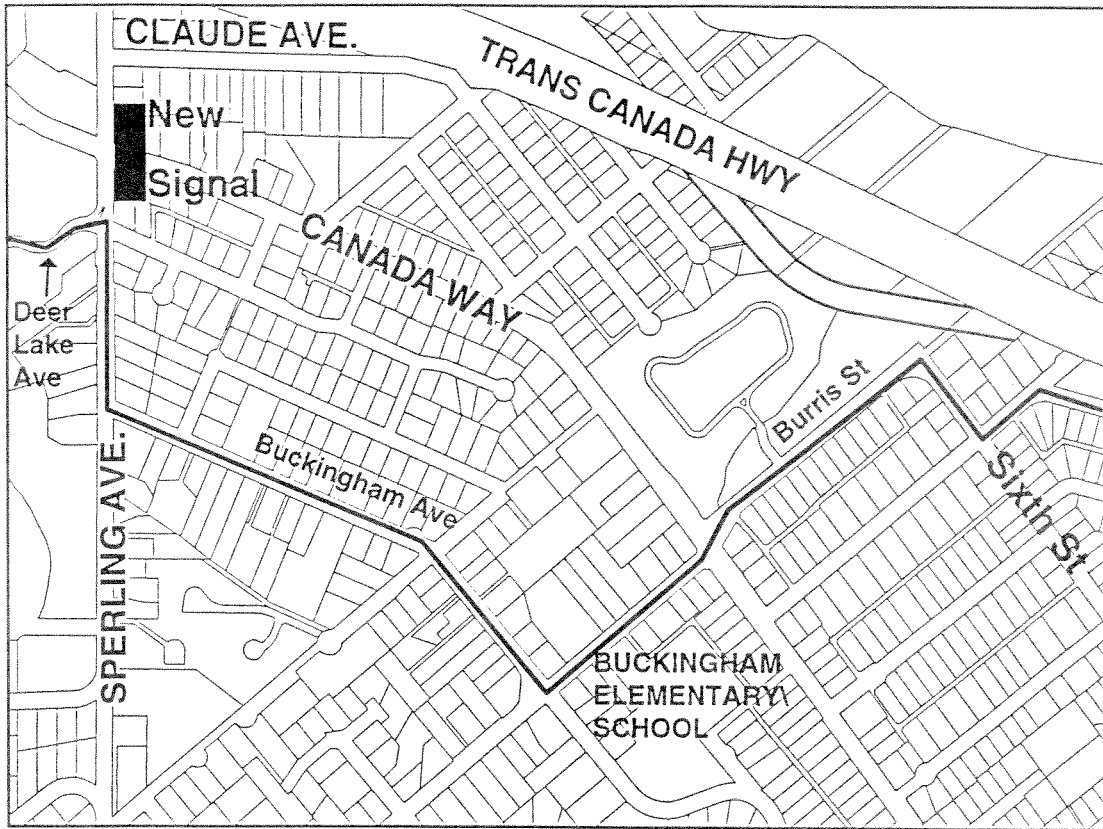 CLAUDE AVE.
TRANS CANADA HWY
New
Signal
CANADA WAY
Deer
Lake
Ave
Burris St
Buckingham Ave
Sixth St
SPERLING AVE.
BUCKINGHAM
ELEMENTARY
SCHOOL